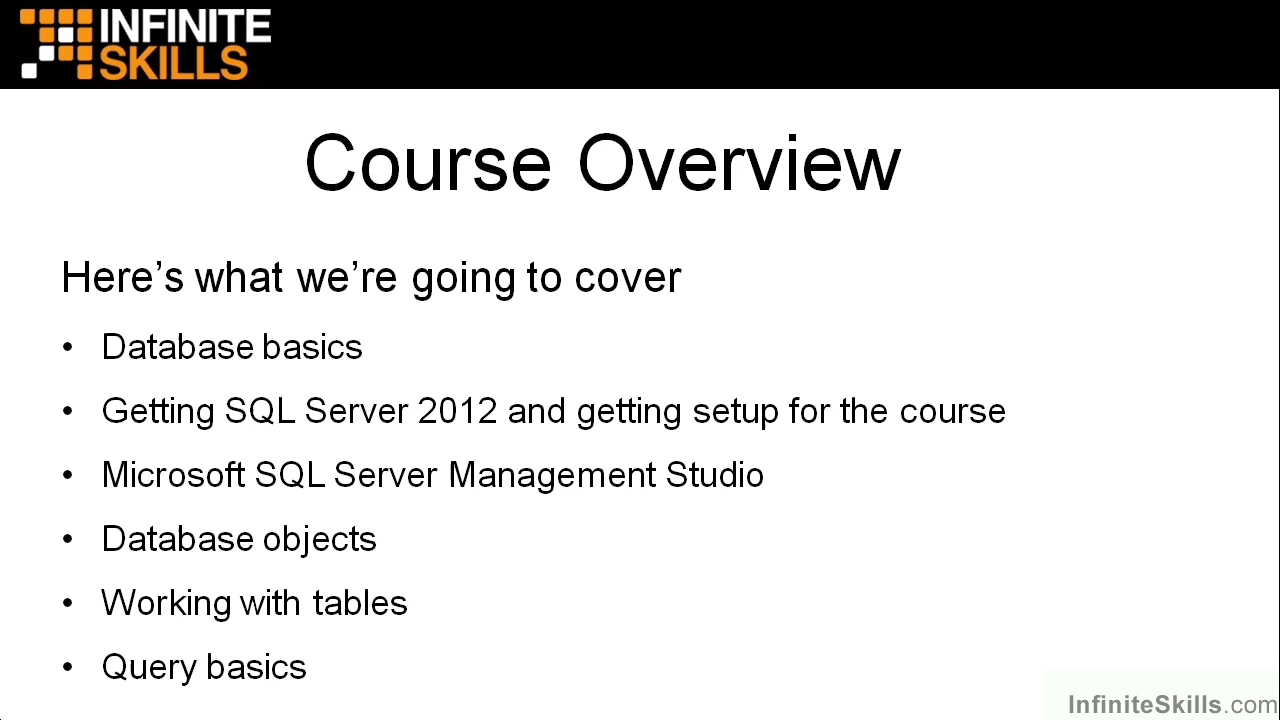 INFINITE
SKILLS
Course Overview
Here’s what we’re going to cover
• Database basics
• Getting SQL Server 2012 and getting setup for the course
• Microsoft SQL Server Management Studio
• Database objects
• Working with tables
• Query basics
InfiniteSkills.com